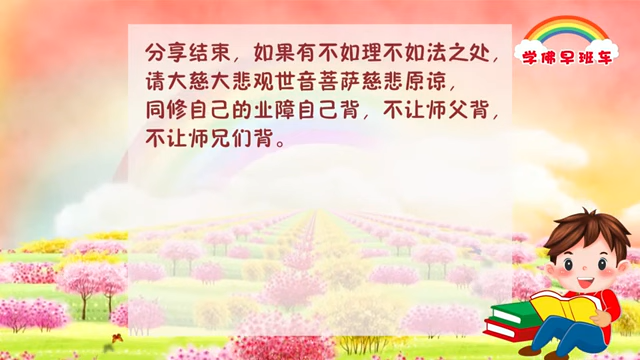 分享结束，如果有不如理不如法之处，
请大慈大悲观世音菩萨慈悲原谅，
同修自己的业障自己背，不让师父背，
不让师兄们背。
学佛早班车